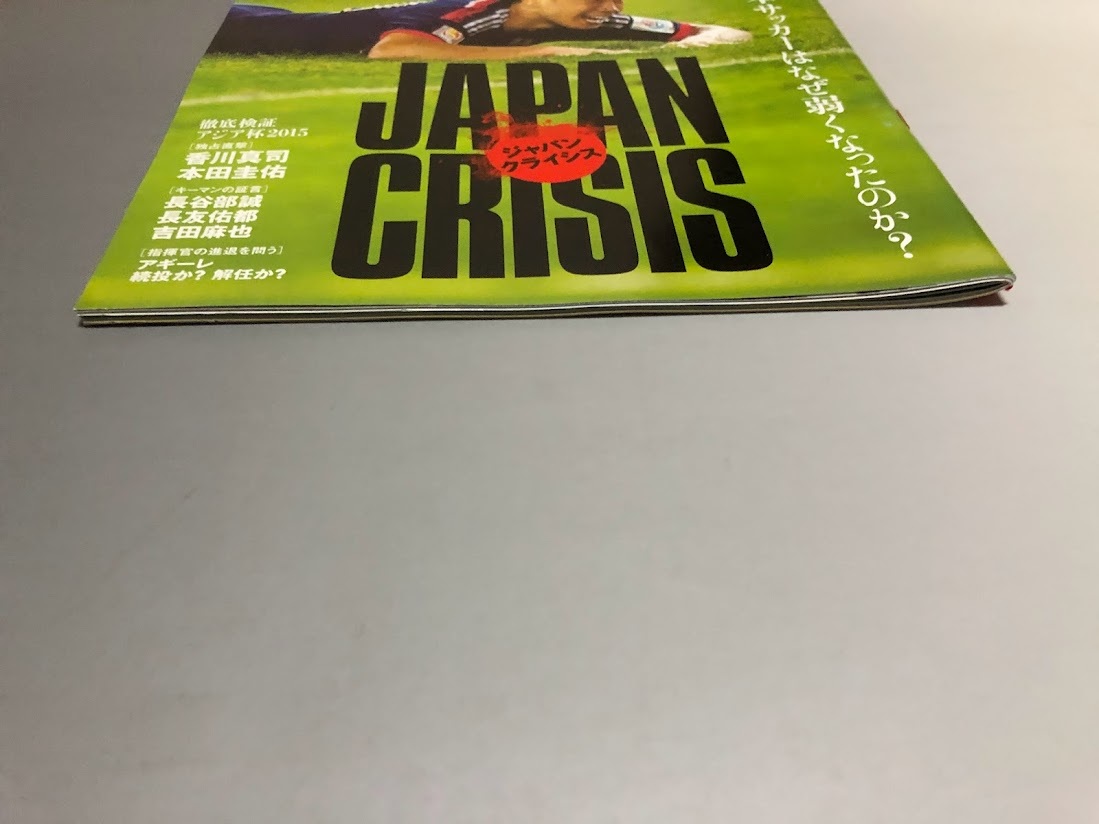 サッカーはなぜ弱くなったのか?
JAPAN
ジャパン
クライシス
CRISIS
徹底検証
アジア杯2015
[独占直撃]
香川真司
本田圭佑
[キーマンの証言]
長谷部誠
長友佑都
吉田麻也
[指揮官の進退を問う]
アギーレ
続投か? 解任か?